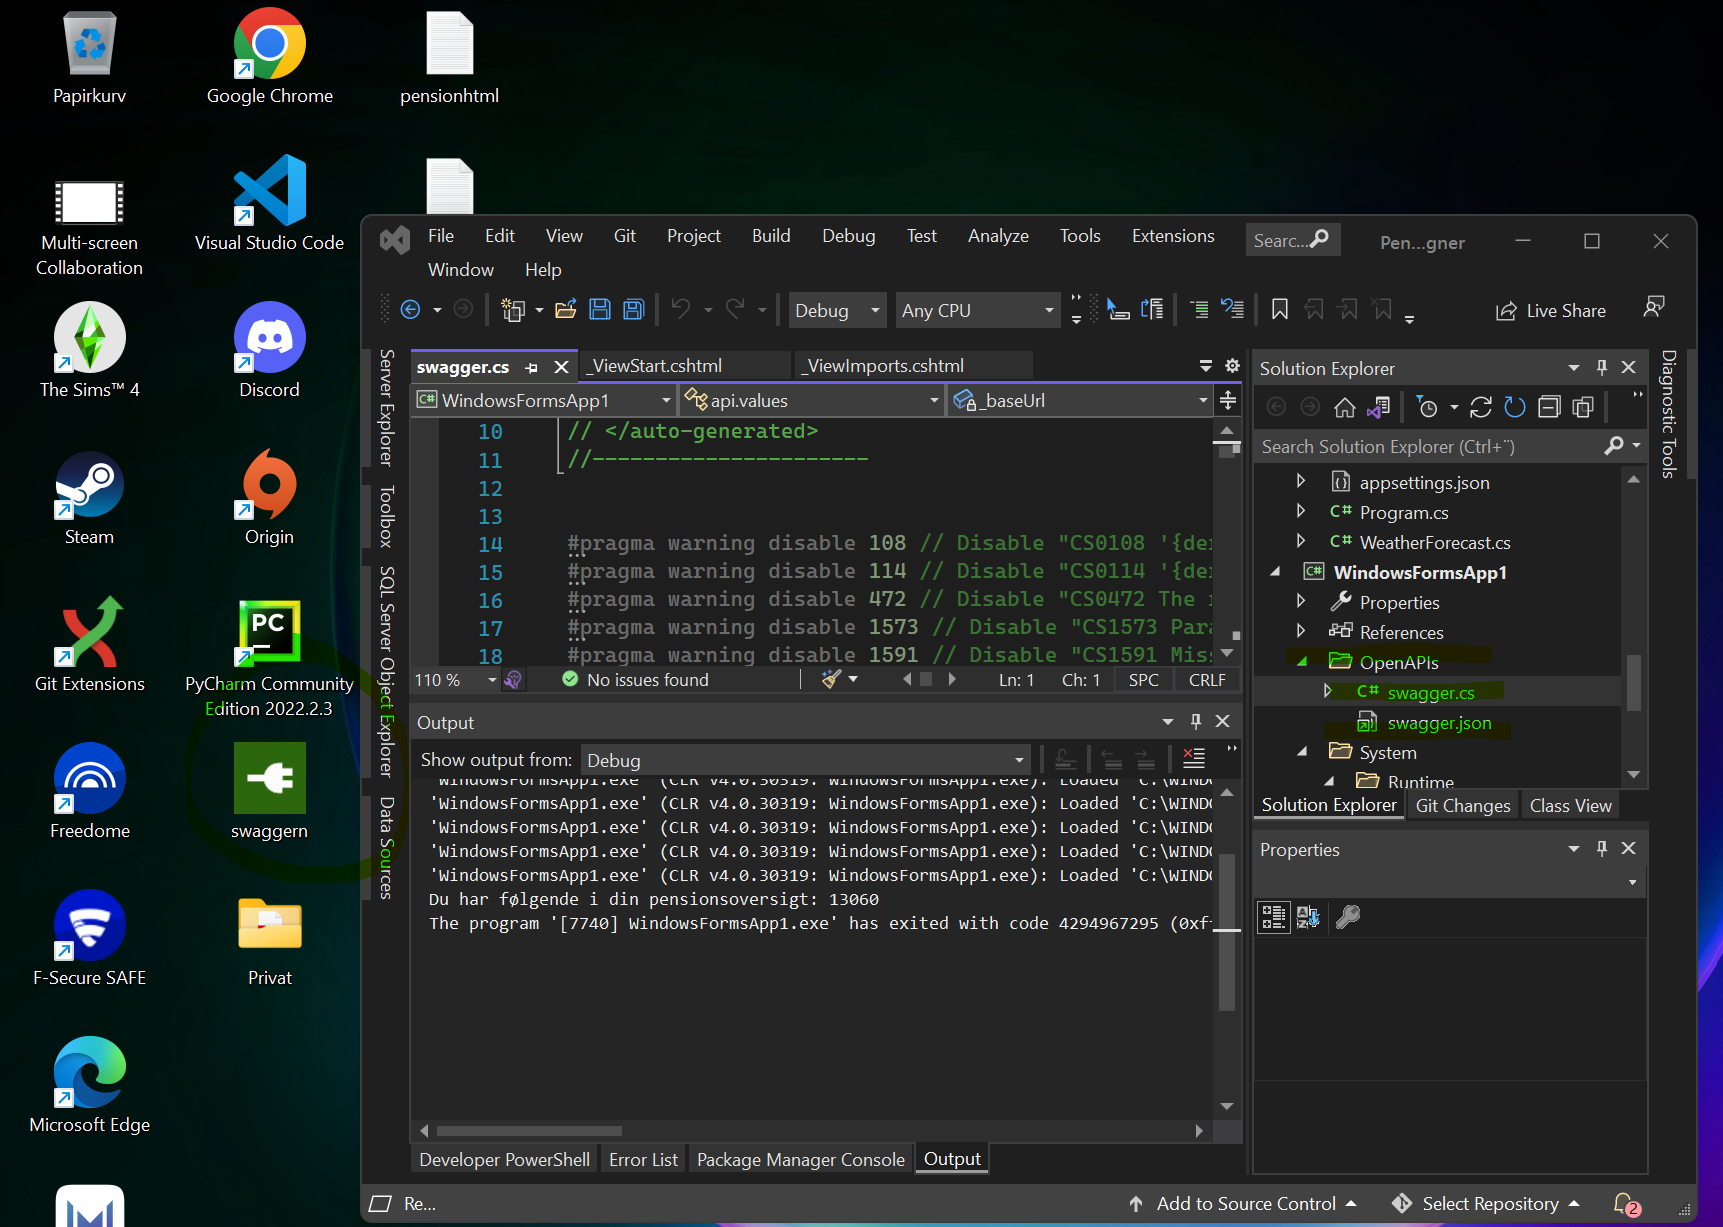 Papirkurv
Google Chrome
pensionhtml
Multi-screen
Collaboration
Visual Studio Code
The Sims™ 4
Discord
Steam
Origin
Git Extensions
PC
PyCharm Community
Edition 2022.2.3
Freedome
swaggern
F-Secure SAFE
Privat
Microsoft Edge
File Edit View Git Project Build Debug Test Analyze Tools Extensions
Window Help
Searc...
Pen...gner
Debug
Any CPU
Live Share
Server Explorer
Toolbox
SQL Server Object Explorer
Data Sources
swagger.cs
_ViewStart.cshtml
_ViewImports.cshtml
C# WindowsFormsApp1
api.values
_baseUrl
10 // </auto-generated>
11 //----------------------
12
13
14 #pragma warning disable 108 // Disable "CS0108 '{de
15 #pragma warning disable 114 // Disable "CS0114 '{de
16 #pragma warning disable 472 // Disable "CS0472 The
17 #pragma warning disable 1573 // Disable "CS1573 Par
18 #pragma warning disable 1591 // Disable "CS1591 Mis
110 %
No issues found
Ln: 1 Ch: 1 SPC CRLF
Output
Show output from: Debug
'WindowsFormsApp1.exe' (CLR v4.0.30319: WindowsFormsApp1.exe): Loaded 'C:\WIND
'WindowsFormsApp1.exe' (CLR v4.0.30319: WindowsFormsApp1.exe): Loaded 'C:\WIND
'WindowsFormsApp1.exe' (CLR v4.0.30319: WindowsFormsApp1.exe): Loaded 'C:\WIND
'WindowsFormsApp1.exe' (CLR v4.0.30319: WindowsFormsApp1.exe): Loaded 'C:\WIND
'WindowsFormsApp1.exe' (CLR v4.0.30319: WindowsFormsApp1.exe): Loaded 'C:\WIND
Du har følgende i din pensionsoversigt: 13060
The program '[7740] WindowsFormsApp1.exe' has exited with code 4294967295 (0xf
Developer PowerShell Error List Package Manager Console Output
Solution Explorer
Search Solution Explorer (Ctrl+¨)
appsettings.json
C# Program.cs
C# WeatherForecast.cs
C# WindowsFormsApp1
Properties
References
OpenAPIs
C# swagger.cs
swagger.json
System
Runtime
Solution Explorer Git Changes Class View
Properties
Diagnostic Tools
Re...
Add to Source Control
Select Repository
2